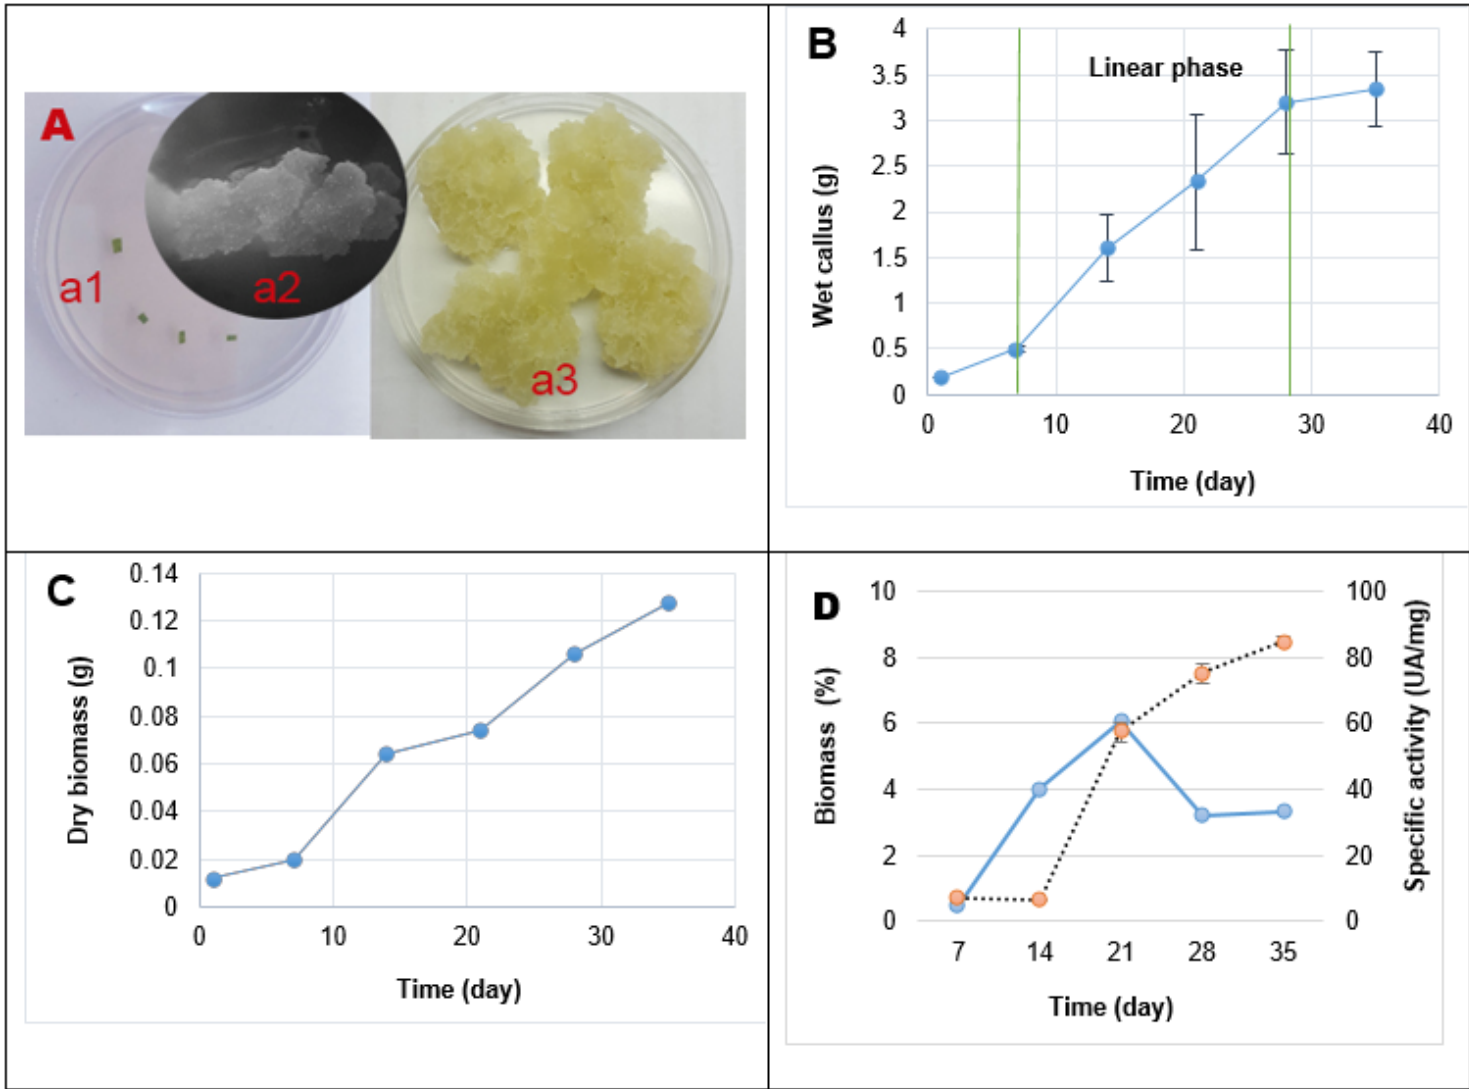 A
a1
a2
a3
B
Linear phase
4
3.5
3
2.5
2
1.5
1
0.5
0
0 10 20 30 40
Wet callus (g)
Time (day)
C
0.14
0.12
0.1
0.08
0.06
0.04
0.02
0
0 10 20 30 40
Dry biomass (g)
Time (day)
D
10
8
6
4
2
0
100
80
60
40
20
0
7 14 21 28 35
Biomass (%)
Specific activity (UA/mg)
Time (day)